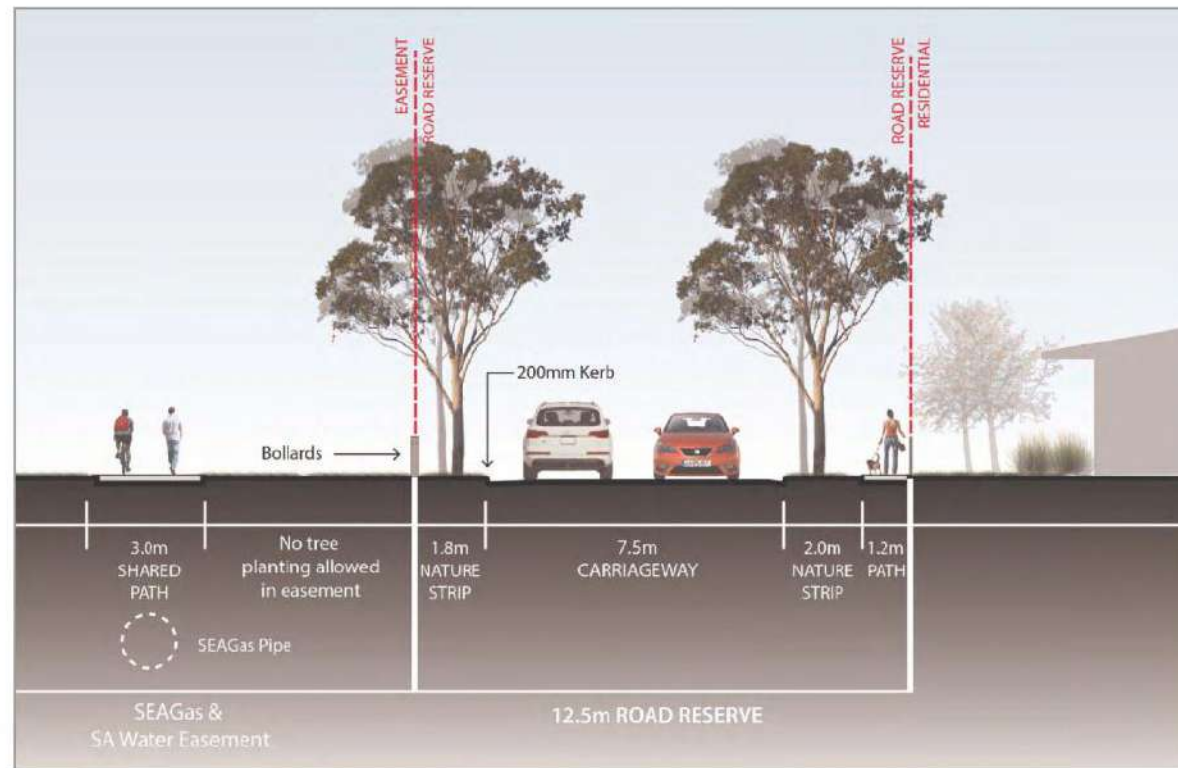 EASEMENT
ROAD RESERVE
ROAD RESERVE
RESIDENTIAL
200mm Kerb
Bollards
3.0m
SHARED
PATH
No tree
planting allowed
in easement
1.8m
NATURE
STRIP
7.5m
CARRIAGEWAY
2.0m
NATURE
STRIP
1.2m
PATH
SEAGas Pipe
SEAGas &
SA Water Easement
12.5m ROAD RESERVE